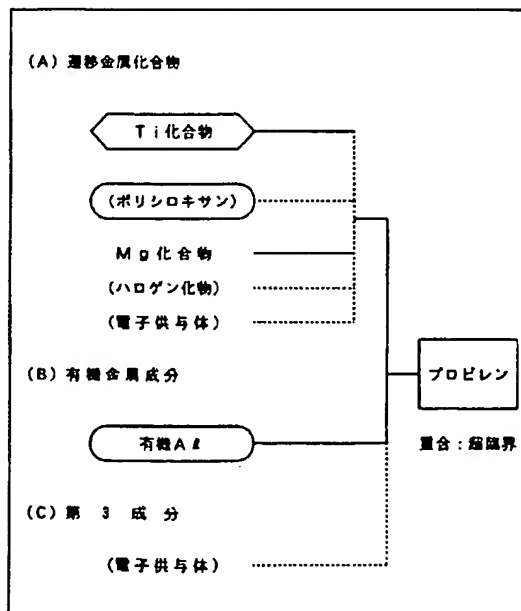 (A) 遷移金属化合物
Ti化合物
(ポリシロキサン)
Mg化合物
(ハロゲン化物)
(電子供与体)
(B) 有機金属成分
プロピレン
有機Aℓ
重合:超臨界
(C) 第 3 成 分
(電子供与体)